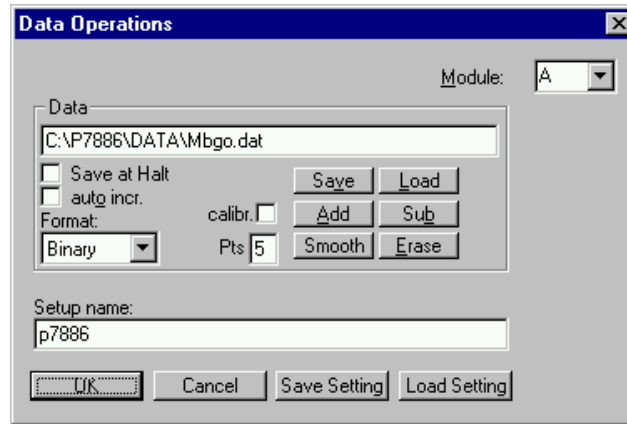 Data Operations
Module: A
Data
C:\P7886\DATA\Mbgo.dat
Save at Halt
auto incr.
Save Load
Format: calibr. Add Sub
Binary Pts 5 Smooth Erase
Setup name:
p7886
OK Cancel Save Setting Load Setting